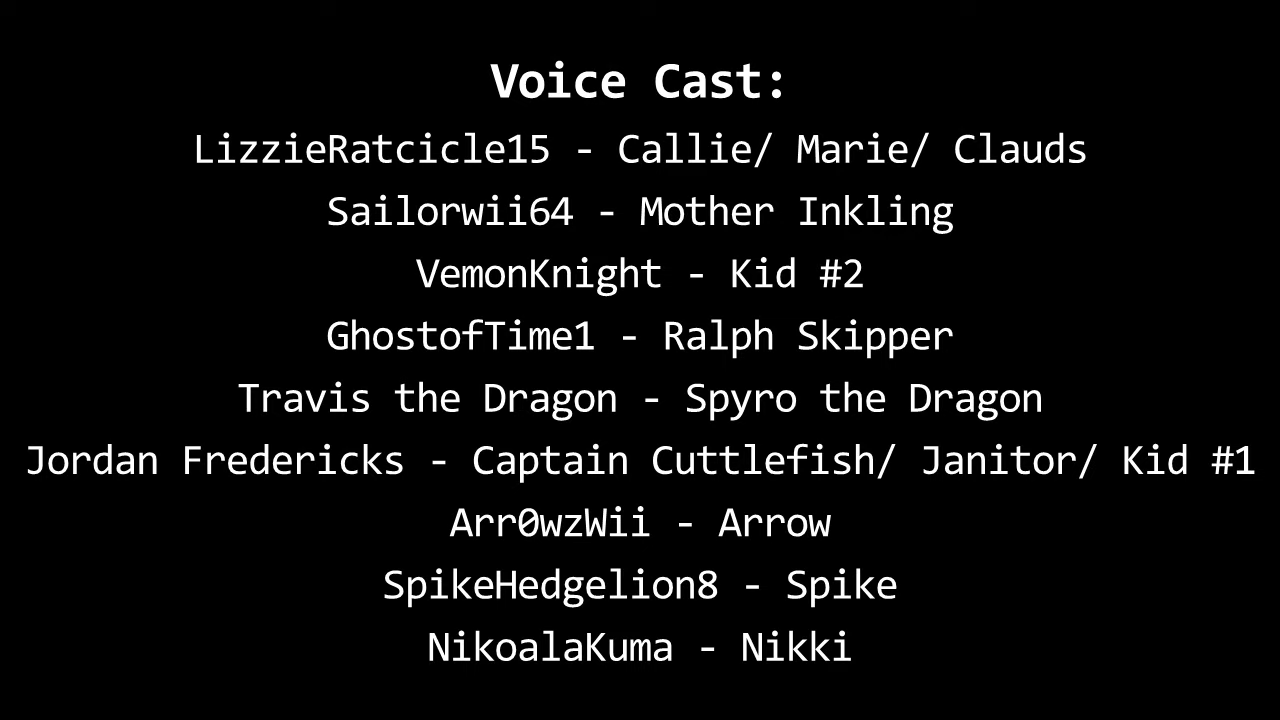 Voice Cast:
LizzieRatcicle15 - Callie/ Marie/ Clauds
Sailorwii64 - Mother Inkling
VemonKnight - Kid #2
GhostofTime1 - Ralph Skipper
Travis the Dragon - Spyro the Dragon
Jordan Fredericks - Captain Cuttlefish/ Janitor/ Kid #1
Arr0wzWii - Arrow
SpikeHedgelion8 - Spike
NikoalaKuma - Nikki